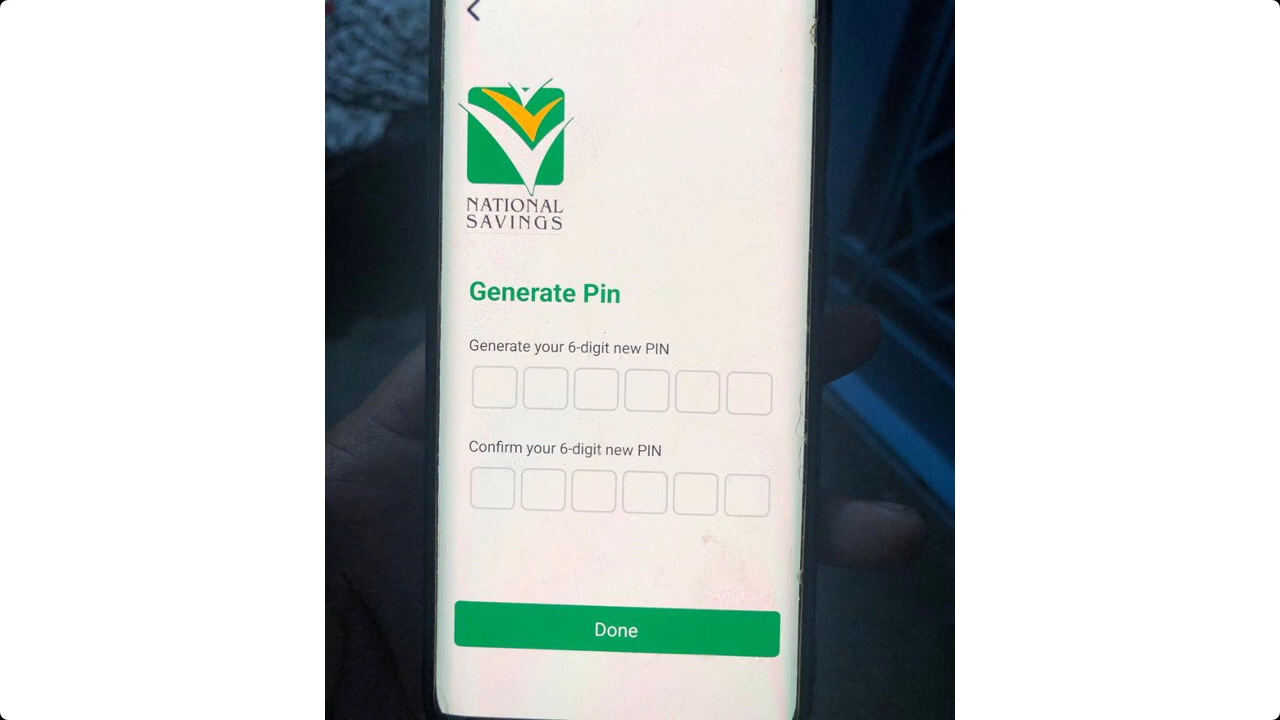 NATIONAL
SAVINGS
Generate Pin
Generate your 6-digit new PIN
Confirm your 6-digit new PIN
Done